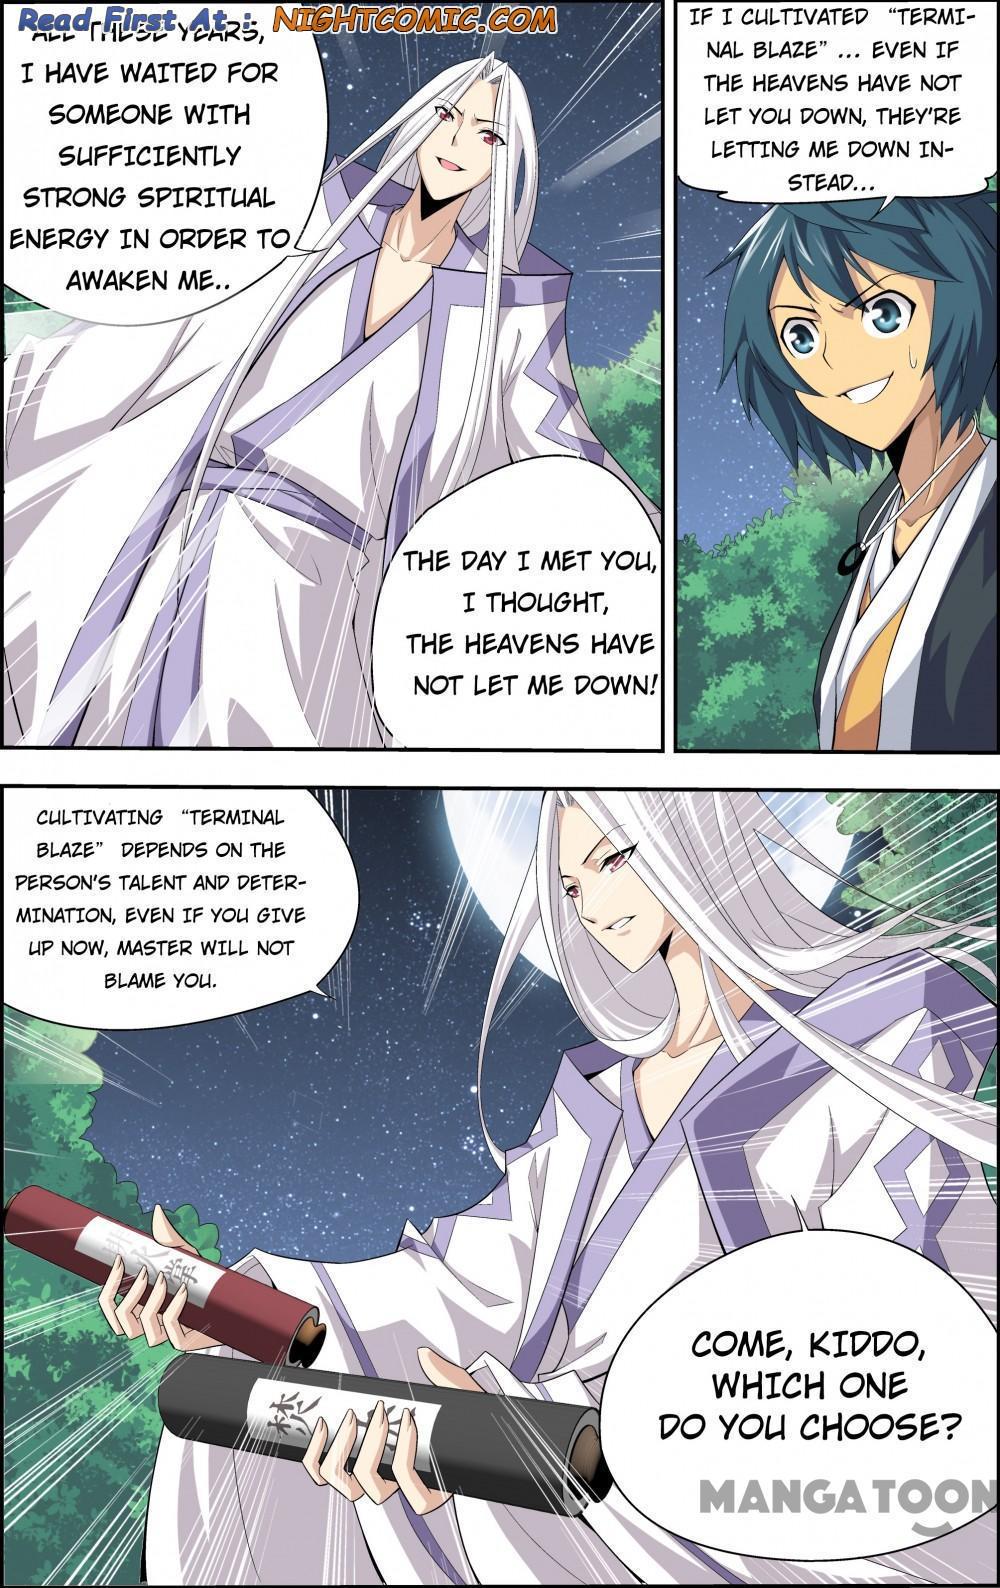 Read First At : NIGHTCOMIC.COM
ALL THESE YEARS,
I HAVE WAITED FOR
SOMEONE WITH
SUFFICIENTLY
STRONG SPIRITUAL
ENERGY IN ORDER TO
AWAKEN ME..
THE DAY I MET YOU,
I THOUGHT,
THE HEAVENS HAVE
NOT LET ME DOWN!
IF I CULTIVATED “TERMI-
NAL BLAZE” ... EVEN IF
THE HEAVENS HAVE NOT
LET YOU DOWN, THEY'RE
LETTING ME DOWN IN-
STEAD...
CULTIVATING “TERMINAL
BLAZE” DEPENDS ON THE
PERSON'S TALENT AND DETER-
MINATION, EVEN IF YOU GIVE
UP NOW, MASTER WILL NOT
BLAME YOU.
COME, KIDDO,
WHICH ONE
DO YOU CHOOSE?
MANGATOON